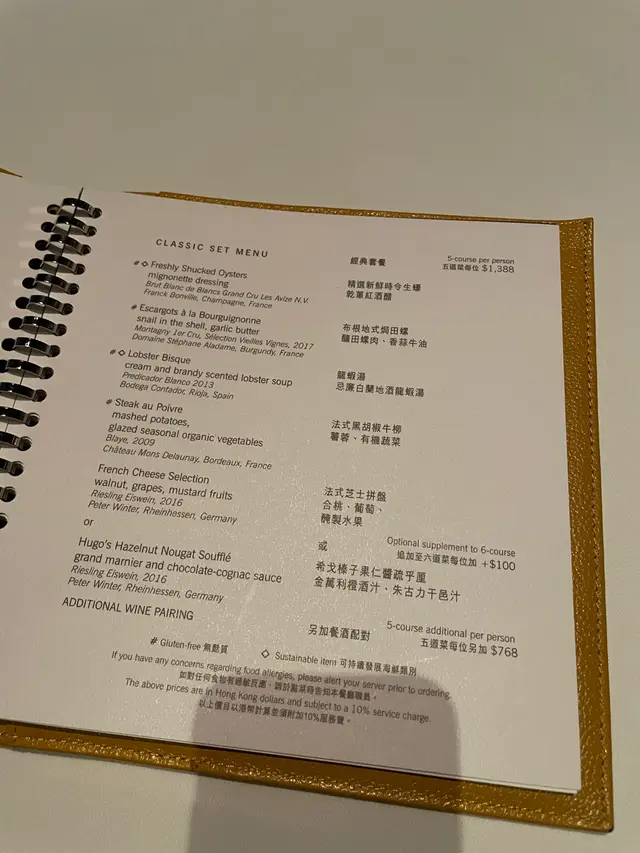 CLASSIC SET MENU
經典套餐
5-course per person
五道菜每位 $1,388
# ◇ Freshly Shucked Oysters
mignonette dressing
Brut Blanc de Blancs Grand Cru Les Avize N.V.
Franck Bonville, Champagne, France
精選新鮮時令生蠔
乾蔥紅酒醋
# Escargots à la Bourguignonne
snail in the shell, garlic butter
Montagny 1er Cru, Sélection Vieilles Vignes, 2017
Domaine Stéphane Aladame, Burgundy, France
布根地式焗田螺
釀田螺肉、香蒜牛油
# ◇ Lobster Bisque
cream and brandy scented lobster soup
Predicador Blanco 2013
Bodega Contador, Rioja, Spain
龍蝦湯
忌廉白蘭地酒龍蝦湯
# Steak au Poivre
mashed potatoes,
glazed seasonal organic vegetables
Blaye, 2009
Château Mons Delaunay, Bordeaux, France
法式黑胡椒牛柳
薯蓉、有機蔬菜
French Cheese Selection
walnut, grapes, mustard fruits
Riesling Eiswein, 2016
Peter Winter, Rheinhessen, Germany
法式芝士拼盤
合桃、葡萄、
醃製水果
or
或
Optional supplement to 6-course
追加至六道菜每位加 +$100
Hugo's Hazelnut Nougat Soufflé
grand marnier and chocolate-cognac sauce
Riesling Eiswein, 2016
Peter Winter, Rheinhessen, Germany
希戈榛子果仁醬疏乎厘
金萬利橙酒汁、朱古力干邑汁
ADDITIONAL WINE PAIRING
另加餐酒配對
5-course additional per person
五道菜每位另加 $768
# Gluten-free 無麩質
◇ Sustainable item 可持續發展海鮮類別
If you have any concerns regarding food allergies, please alert your server prior to ordering.
如對任何食物有過敏反應，請於點菜時告知本餐廳職員。
The above prices are in Hong Kong dollars and subject to a 10% service charge.
以上價目以港幣計算並須附加10%服務費。